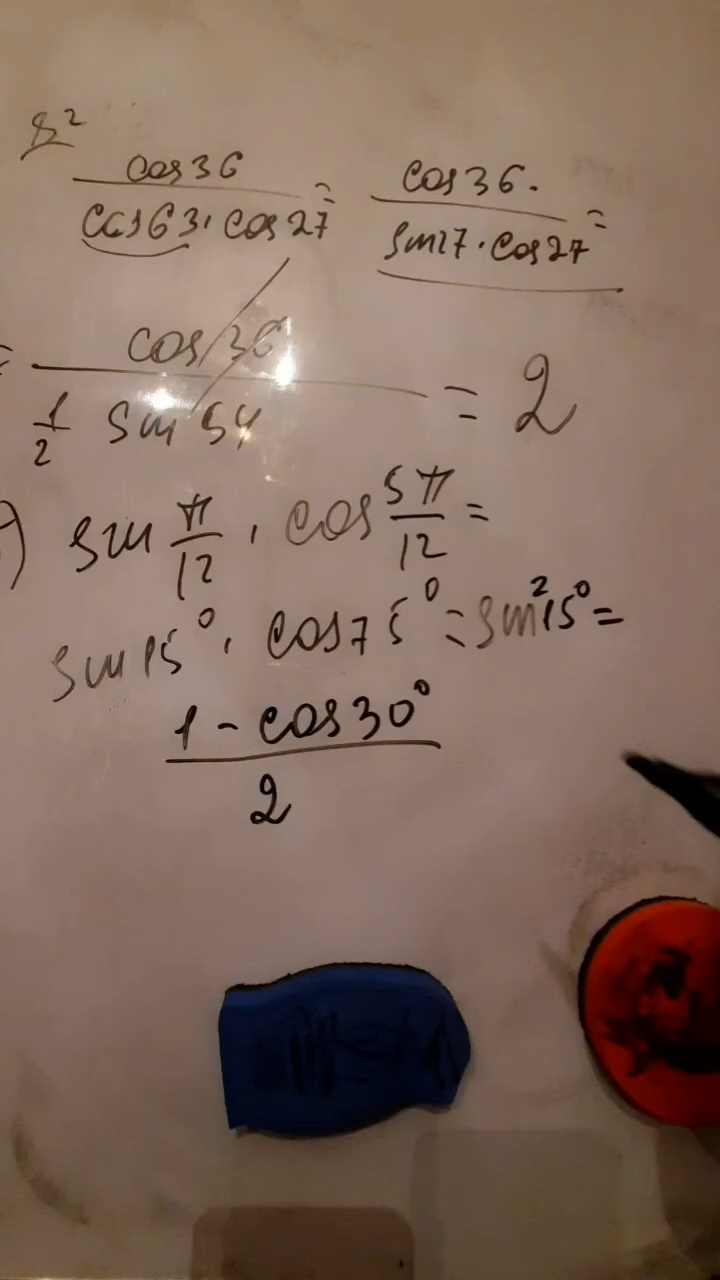 8²
cos36 / cos63 · cos27 = cos36. / sin27 · cos27 =
= cos36 / ½ sin54 = 2
) sin π/12 · cos 5π/12 =
sin15° · cos75° = sin²15° =
1 - cos30° / 2